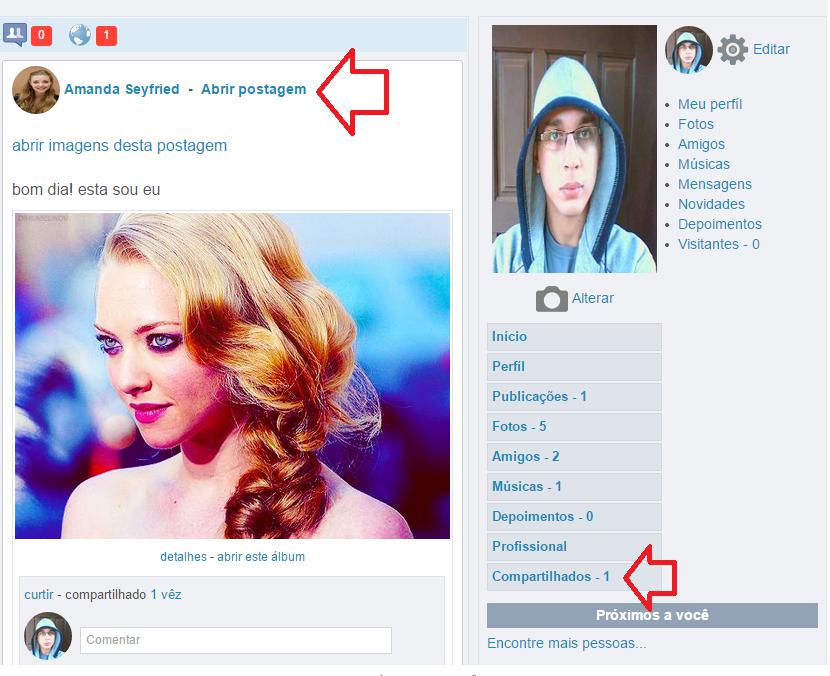 0
1
Amanda Seyfried - Abrir postagem
abrir imagens desta postagem
bom dia! esta sou eu
detalhes - abrir este álbum
curtir - compartilhado 1 vêz
Comentar
Editar
Meu perfíl
Fotos
Amigos
Músicas
Mensagens
Novidades
Depoimentos
Visitantes - 0
Alterar
Início
Perfíl
Publicações - 1
Fotos - 5
Amigos - 2
Músicas - 1
Depoimentos - 0
Profissional
Compartilhados - 1
Próximos a você
Encontre mais pessoas...